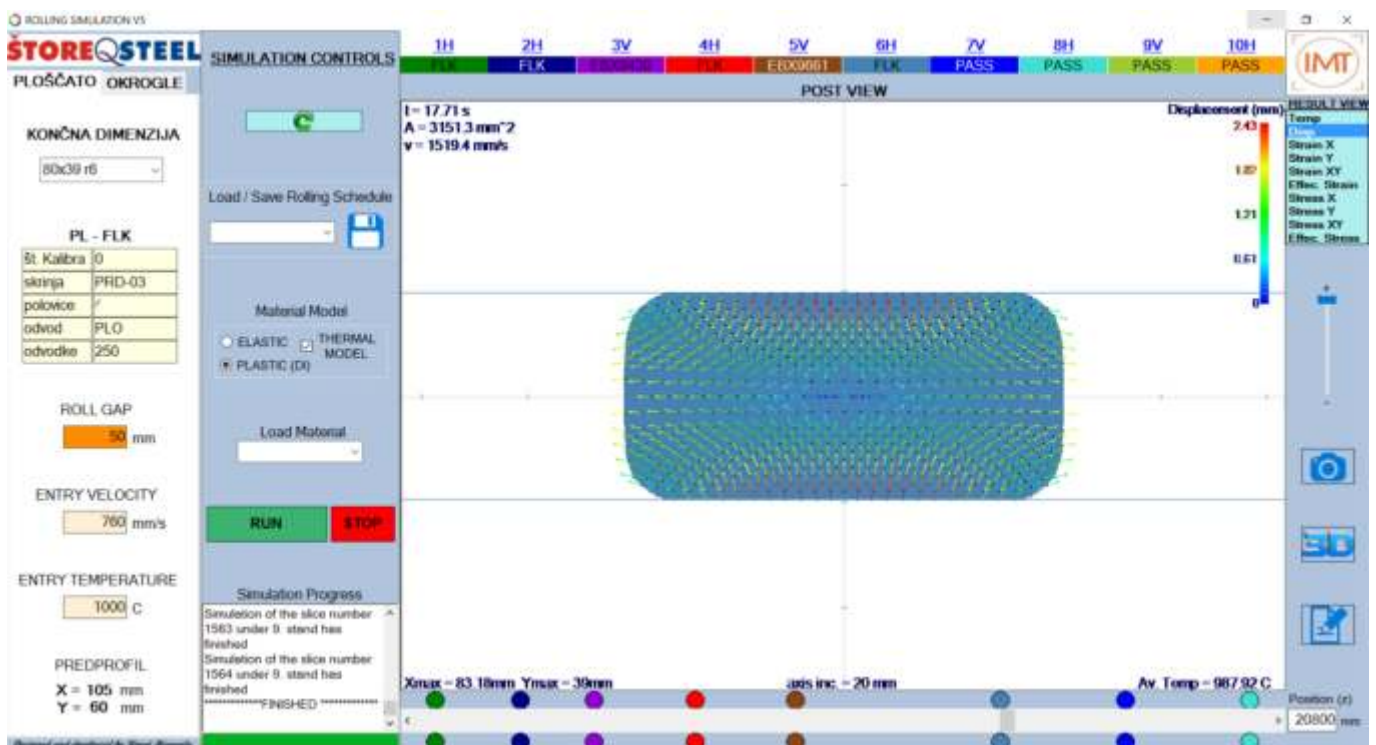 ROLLING SIMULATION V5
ŠTORE STEEL
PLOŠČATO OKROGLE
KONČNA DIMENZIJA
80x39 r6
PL - FLK
Št. Kalibra 0
skrinja PRD-03
polovice /
odvod PLO
odvodke 250
ROLL GAP
50 mm
ENTRY VELOCITY
760 mm/s
ENTRY TEMPERATURE
1000 C
PREDPROFIL
X = 105 mm
Y = 60 mm
SIMULATION CONTROLS
Load / Save Rolling Schedule
Material Model
ELASTIC
THERMAL MODEL
PLASTIC (DI)
Load Material
RUN STOP
Simulation Progress
Simulation of the slice number
1563 under 9. stand has
finished
Simulation of the slice number
1564 under 9. stand has
finished
FINISHED
1H 2H 3V 4H 5V 6H 7V 8H 9V 10H
FLK FLK FLK EBX9661 FLK PASS PASS PASS PASS
POST VIEW
t = 17.71 s
A = 3151.3 mm^2
v = 1519.4 mm/s
Displacement (mm)
2.43
1.82
1.21
0.61
0
Xmax = 83.18mm Ymax = 39mm
axis inc. = 20 mm
Av. Temp = 987.92 C
IMT
RESULT VIEW
Temp
Disp
Strain X
Strain Y
Strain XY
Effec. Strain
Stress X
Stress Y
Stress XY
Effec. Stress
3D
Position (z)
20800 mm